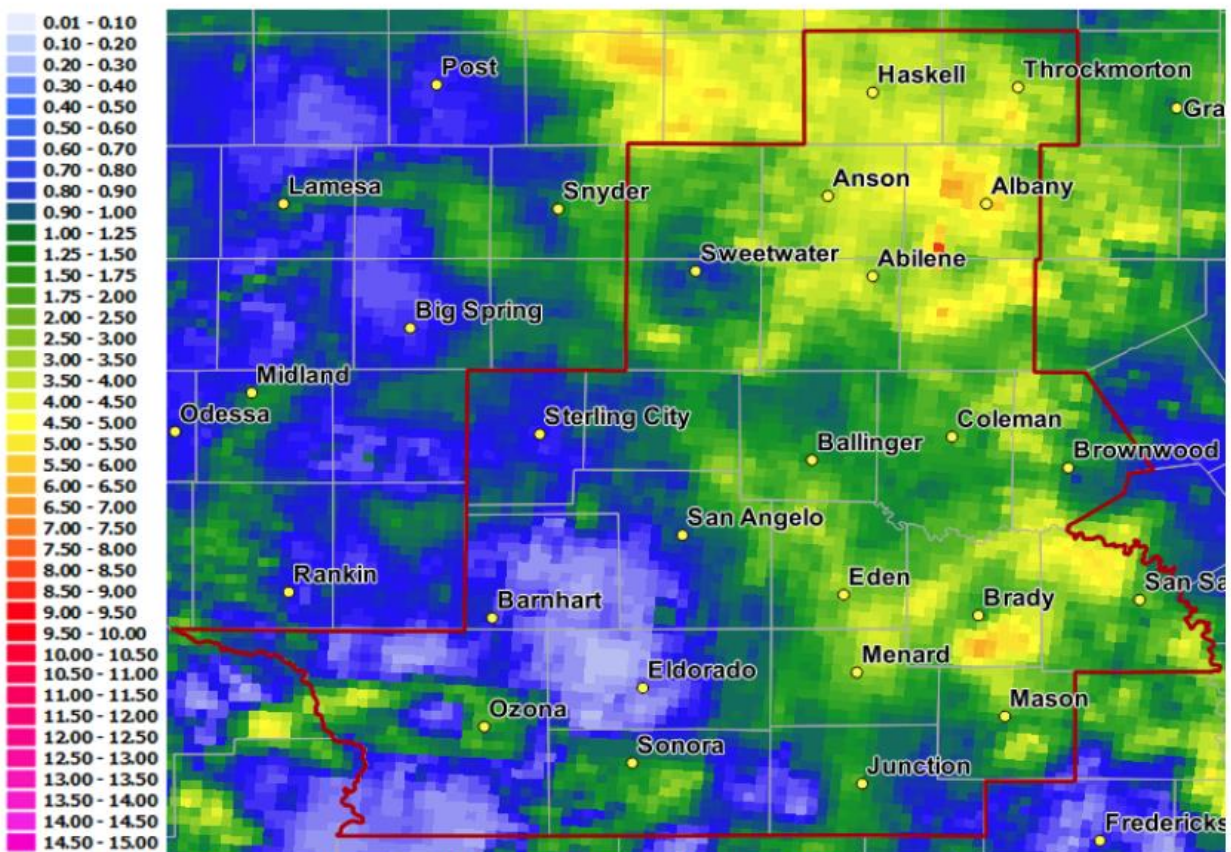 0.01 - 0.10
0.10 - 0.20
0.20 - 0.30
0.30 - 0.40
0.40 - 0.50
0.50 - 0.60
0.60 - 0.70
0.70 - 0.80
0.80 - 0.90
0.90 - 1.00
1.00 - 1.25
1.25 - 1.50
1.50 - 1.75
1.75 - 2.00
2.00 - 2.50
2.50 - 3.00
3.00 - 3.50
3.50 - 4.00
4.00 - 4.50
4.50 - 5.00
5.00 - 5.50
5.50 - 6.00
6.00 - 6.50
6.50 - 7.00
7.00 - 7.50
7.50 - 8.00
8.00 - 8.50
8.50 - 9.00
9.00 - 9.50
9.50 - 10.00
10.00 - 10.50
10.50 - 11.00
11.00 - 11.50
11.50 - 12.00
12.00 - 12.50
12.50 - 13.00
13.00 - 13.50
13.50 - 14.00
14.00 - 14.50
14.50 - 15.00
Post
Haskell
Throckmorton
Gra
Lamesa
Snyder
Anson
Albany
Sweetwater
Abilene
Big Spring
Midland
Odessa
Sterling City
Ballinger
Coleman
Brownwood
San Angelo
Rankin
Barnhart
Eden
Brady
San Sa
Eldorado
Menard
Mason
Ozona
Sonora
Junction
Fredericks